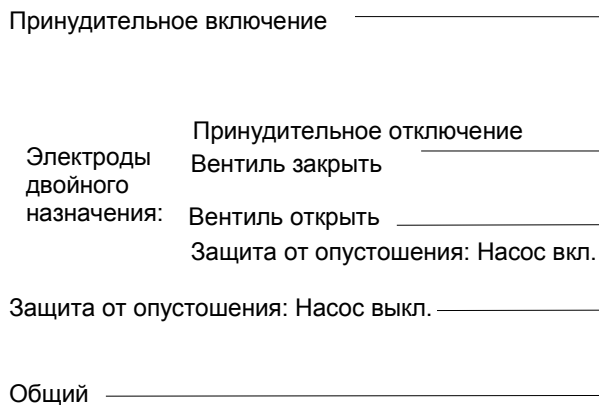 Принудительное включение
Принудительное отключение
Электроды
двойного
назначения:
Вентиль закрыть
Вентиль открыть
Защита от опустошения: Насос вкл.
Защита от опустошения: Насос выкл.
Общий